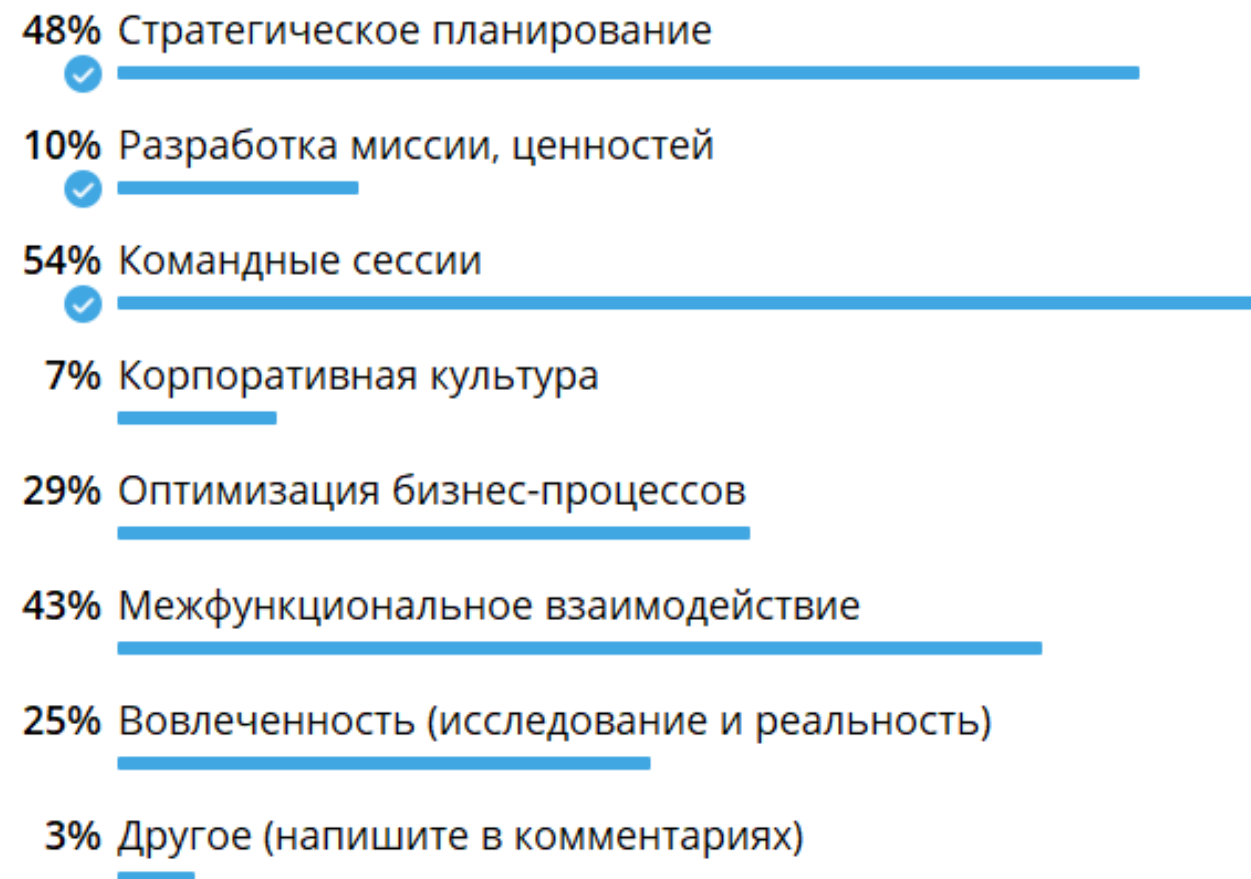 48% Стратегическое планирование
10% Разработка миссии, ценностей
54% Командные сессии
7% Корпоративная культура
29% Оптимизация бизнес-процессов
43% Межфункциональное взаимодействие
25% Вовлеченность (исследование и реальность)
3% Другое (напишите в комментариях)